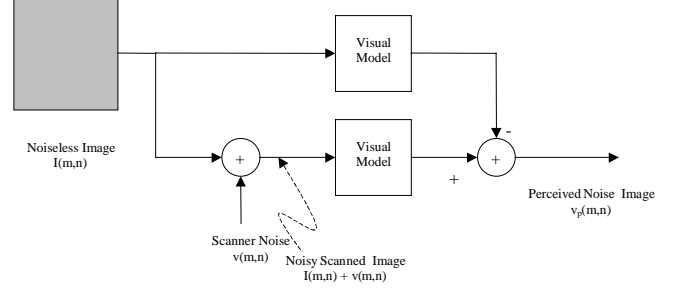 Visual
Model
-
Noiseless Image
I(m,n)
+
Visual
Model
+
+
Perceived Noise Image
vp(m,n)
Scanner Noise
v(m,n)
Noisy Scanned Image
I(m,n) + v(m,n)